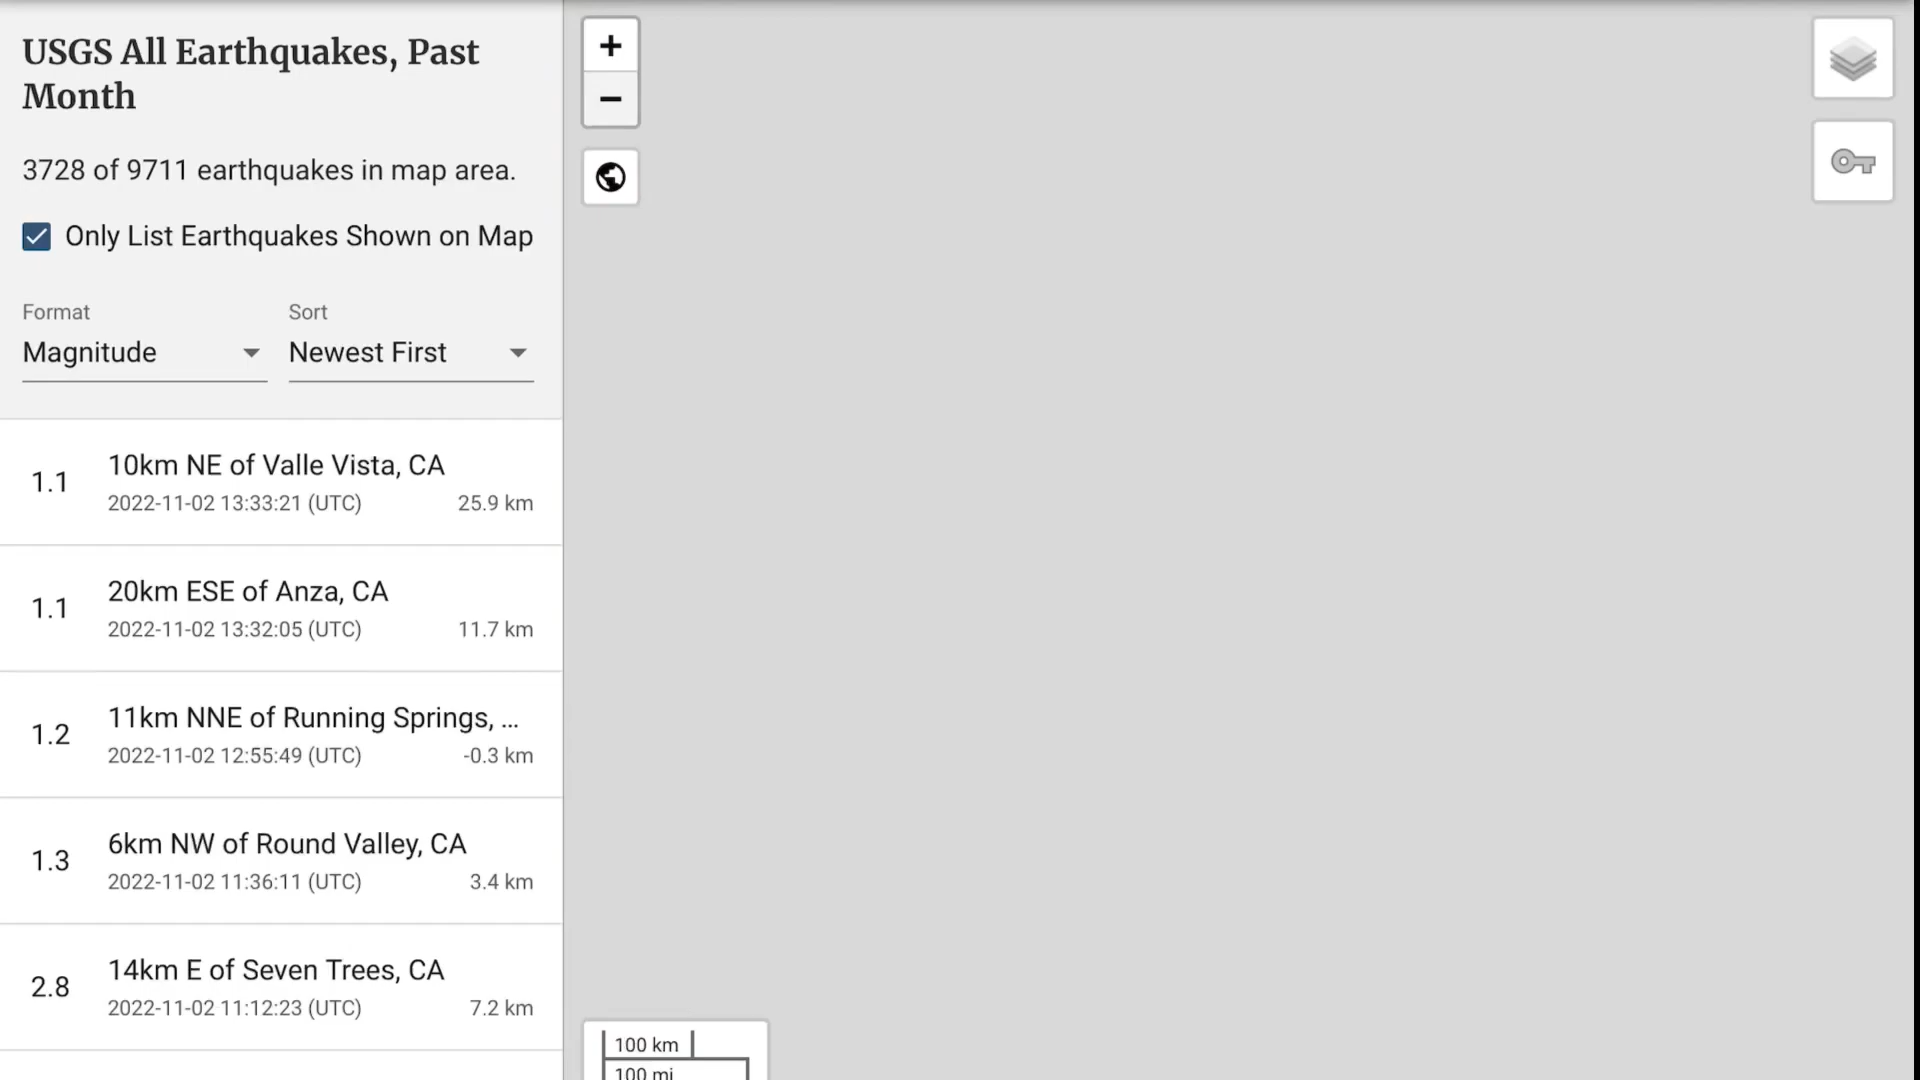 USGS All Earthquakes, Past
Month
3728 of 9711 earthquakes in map area.
Only List Earthquakes Shown on Map
Format
Sort
Magnitude
Newest First
1.1
10km NE of Valle Vista, CA
2022-11-02 13:33:21 (UTC)
25.9 km
1.1
20km ESE of Anza, CA
2022-11-02 13:32:05 (UTC)
11.7 km
1.2
11km NNE of Running Springs, ...
2022-11-02 12:55:49 (UTC)
-0.3 km
1.3
6km NW of Round Valley, CA
2022-11-02 11:36:11 (UTC)
3.4 km
2.8
14km E of Seven Trees, CA
2022-11-02 11:12:23 (UTC)
7.2 km
+
−
100 km
100 mi